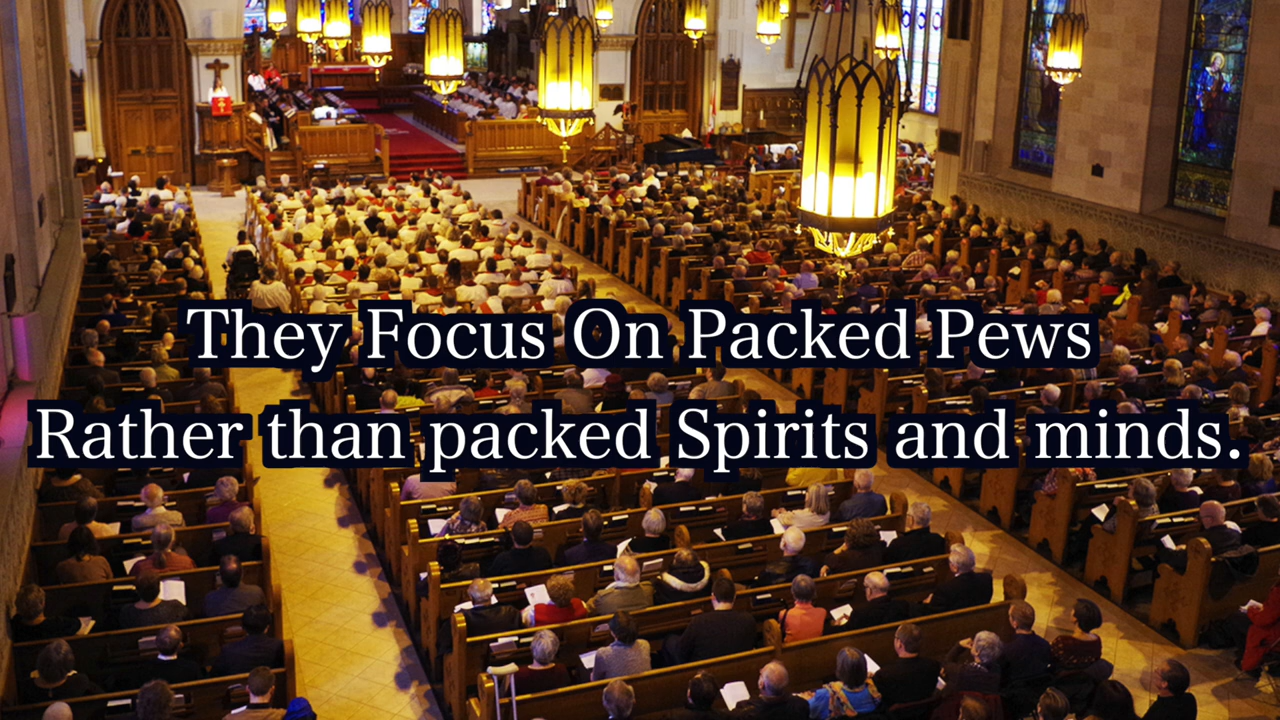 They Focus On Packed Pews
Rather than packed Spirits and minds.